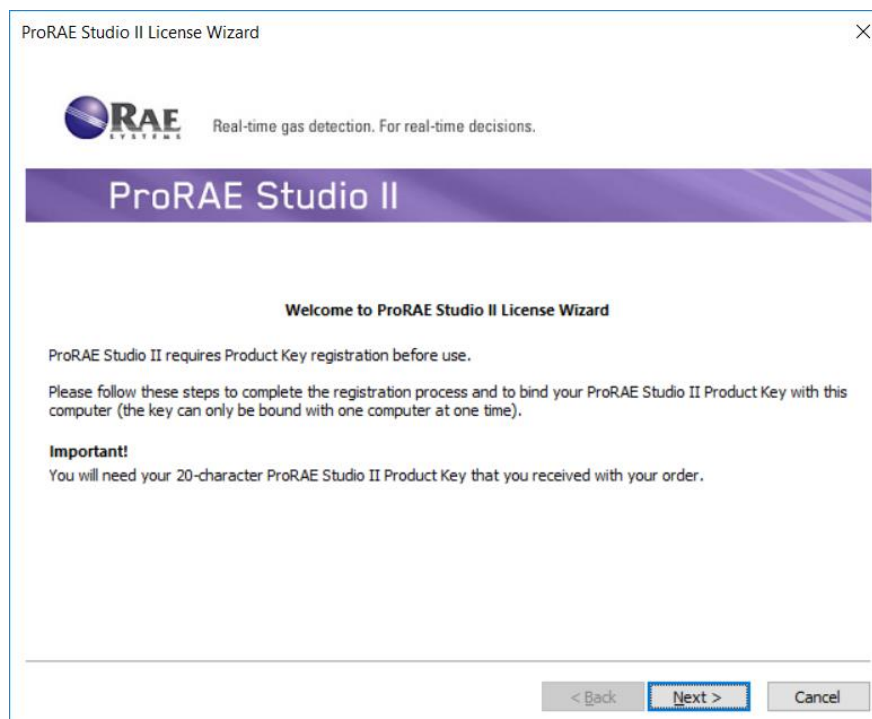 ProRAE Studio II License Wizard
RAE
SYSTEMS
Real-time gas detection. For real-time decisions.
ProRAE Studio II
Welcome to ProRAE Studio II License Wizard
ProRAE Studio II requires Product Key registration before use.
Please follow these steps to complete the registration process and to bind your ProRAE Studio II Product Key with this
computer (the key can only be bound with one computer at one time).
Important!
You will need your 20-character ProRAE Studio II Product Key that you received with your order.
< Back Next > Cancel